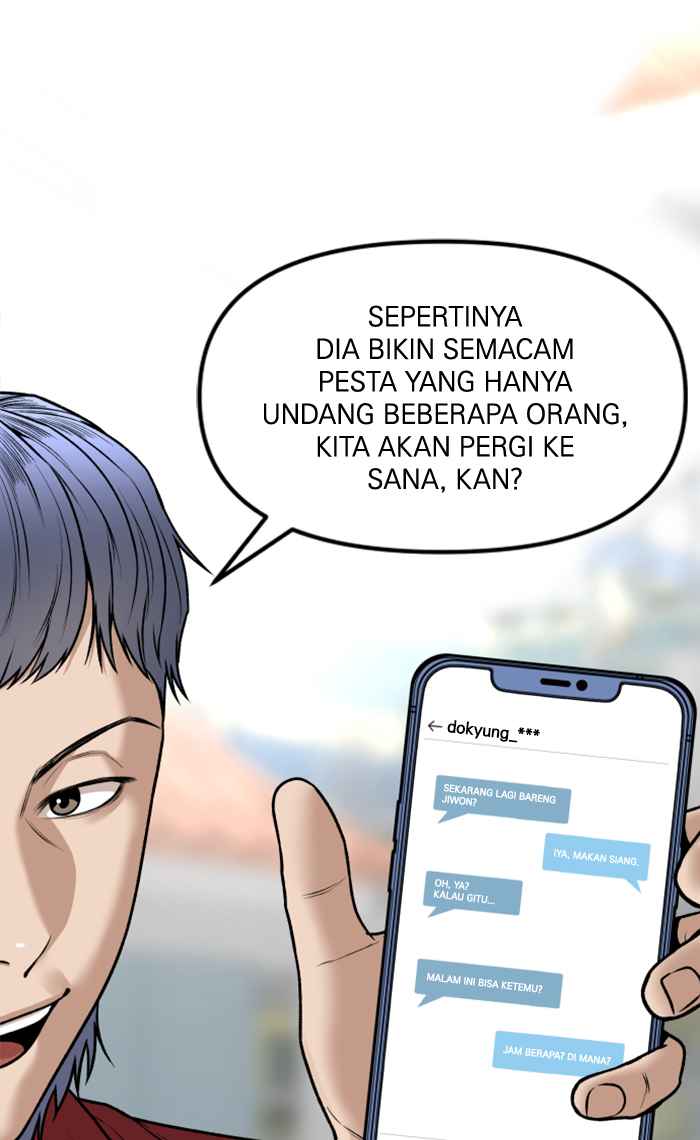 SEPERTINYA
DIA BIKIN SEMACAM
PESTA YANG HANYA
UNDANG BEBERAPA ORANG,
KITA AKAN PERGI KE
SANA, KAN?
← dokyung_***
SEKARANG LAGI BARENG
JIWON?
IYA, MAKAN SIANG.
OH, YA?
KALAU GITU...
MALAM INI BISA KETEMU?
JAM BERAPA? DI MANA?